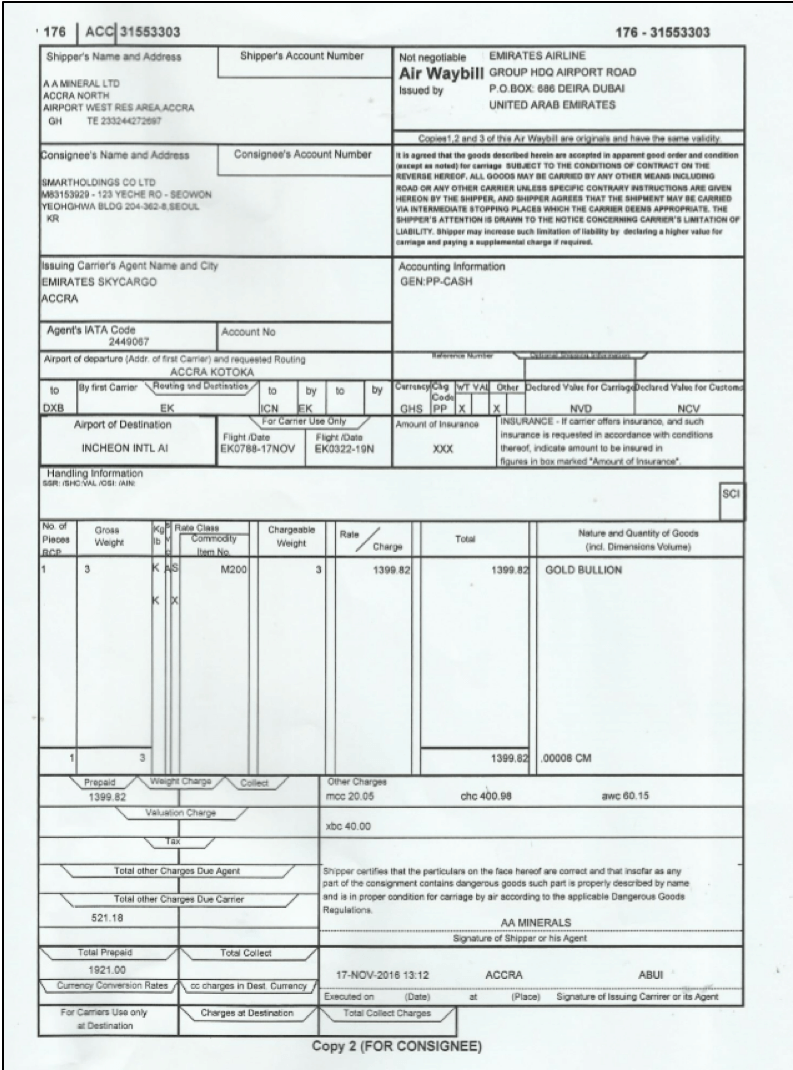 176 ACC 31553303 176 - 31553303
Shipper's Name and Address
Shipper's Account Number
A A MINERAL LTD
ACCRA NORTH
AIRPORT WEST RES AREA,ACCRA
GH TE 233244272697
Not negotiable
Air Waybill
Issued by
EMIRATES AIRLINE
GROUP HDQ AIRPORT ROAD
P.O.BOX: 686 DEIRA DUBAI
UNITED ARAB EMIRATES
Copies1,2 and 3 of this Air Waybill are originals and have the same validity.
Consignee's Name and Address
Consignee's Account Number
SMARTHOLDINGS CO LTD
M83153929 - 123 YECHE RO - SEOWON
YEOHGHWA BLDG 204-362-8,SEOUL
KR
It is agreed that the goods described herein are accepted in apparent good order and condition
(except as noted) for carriage SUBJECT TO THE CONDITIONS OF CONTRACT ON THE
REVERSE HEREOF. ALL GOODS MAY BE CARRIED BY ANY OTHER MEANS INCLUDING
ROAD OR ANY OTHER CARRIER UNLESS SPECIFIC CONTRARY INSTRUCTIONS ARE GIVEN
HEREON BY THE SHIPPER, AND SHIPPER AGREES THAT THE SHIPMENT MAY BE CARRIED
VIA INTERMEDIATE STOPPING PLACES WHICH THE CARRIER DEEMS APPROPRIATE. THE
SHIPPER'S ATTENTION IS DRAWN TO THE NOTICE CONCERNING CARRIER'S LIMITATION OF
LIABILITY. Shipper may increase such limitation of liability by declaring a higher value for
carriage and paying a supplemental charge if required.
Issuing Carrier's Agent Name and City
EMIRATES SKYCARGO
ACCRA
Accounting Information
GEN:PP-CASH
Agent's IATA Code
2449067
Account No
Airport of departure (Addr. of first Carrier) and requested Routing
ACCRA KOTOKA
Reference Number
Optional Shipping Information
to By first Carrier Routing and Destination to by to by
DXB EK ICN EK
Currency Chg Code WT VAL Other Declared Value for Carriage Declared Value for Customs
GHS PP X X NVD NCV
Airport of Destination
INCHEON INTL AI
For Carrier Use Only
Flight /Date Flight /Date
EK0788-17NOV EK0322-19N
Amount of Insurance
XXX
INSURANCE - If carrier offers insurance, and such
insurance is requested in accordance with conditions
thereof, indicate amount to be insured in
figures in box marked "Amount of Insurance".
Handling Information
SSR: /SHC:VAL /OSI: /AIN:
SCI
No. of Pieces RCP
Gross Weight
Kg lb
Rate Class
Commodity Item No.
Chargeable Weight
Rate / Charge
Total
Nature and Quantity of Goods
(incl. Dimensions Volume)
1 3 K AS M200 3 1399.82 1399.82 GOLD BULLION
K X
1 3 1399.82 .00008 CM
Prepaid Weight Charge Collect
1399.82
Other Charges
mcc 20.05 chc 400.98 awc 60.15
Valuation Charge
xbc 40.00
Tax
Total other Charges Due Agent
Total other Charges Due Carrier
521.18
Shipper certifies that the particulars on the face hereof are correct and that insofar as any
part of the consignment contains dangerous goods such part is properly described by name
and is in proper condition for carriage by air according to the applicable Dangerous Goods
Regulations.
AA MINERALS
Signature of Shipper or his Agent
Total Prepaid Total Collect
1921.00
17-NOV-2016 13:12 ACCRA ABUI
Currency Conversion Rates cc charges in Dest. Currency
Executed on (Date) at (Place) Signature of Issuing Carrirer or its Agent
For Carriers Use only
at Destination
Charges at Destination
Total Collect Charges
Copy 2 (FOR CONSIGNEE)